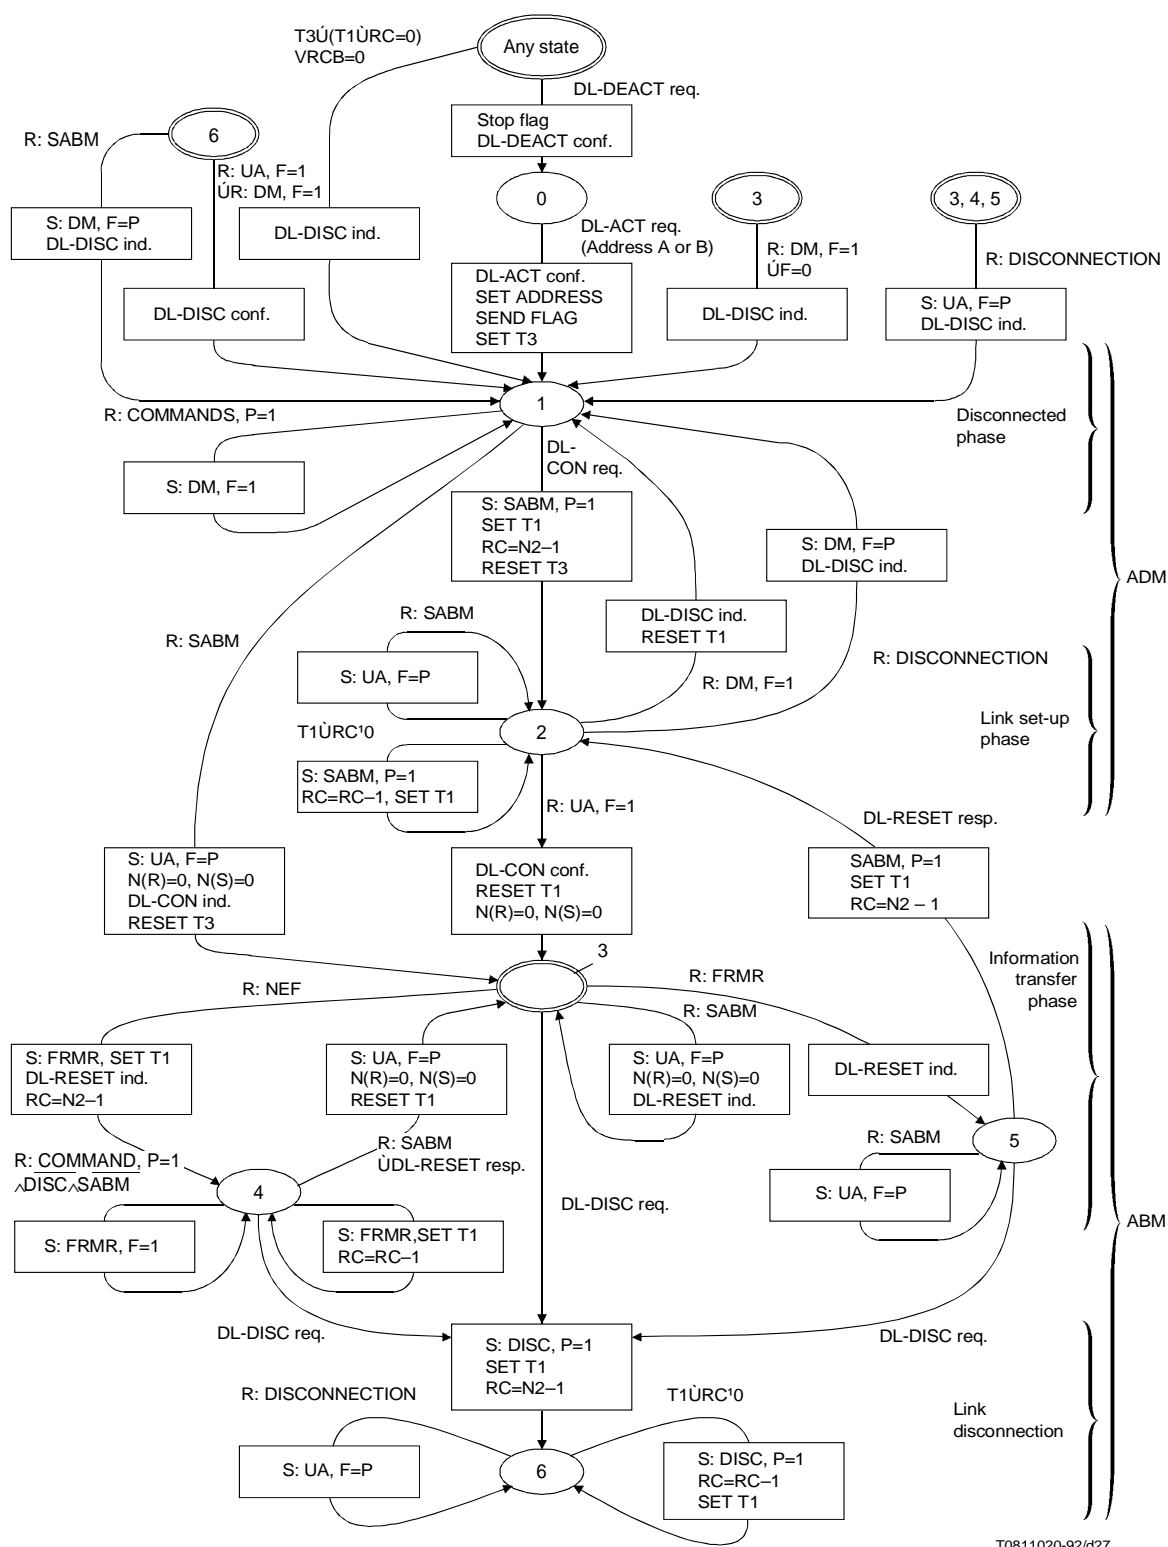 T3Ú(T1ÙRC=0)
VRCB=0
Any state
DL-DEACT req.
Stop flag
DL-DEACT conf.
R: SABM
6
R: UA, F=1
ÚR: DM, F=1
0
3
3, 4, 5
S: DM, F=P
DL-DISC ind.
DL-DISC ind.
DL-ACT req.
(Address A or B)
R: DM, F=1
ÚF=0
R: DISCONNECTION
DL-DISC conf.
DL-ACT conf.
SET ADDRESS
SEND FLAG
SET T3
DL-DISC ind.
S: UA, F=P
DL-DISC ind.
1
R: COMMANDS, P=1
Disconnected
phase
DL-
CON req.
S: DM, F=1
S: SABM, P=1
SET T1
RC=N2–1
RESET T3
S: DM, F=P
DL-DISC ind.
ADM
R: SABM
DL-DISC ind.
RESET T1
R: SABM
R: DISCONNECTION
S: UA, F=P
R: DM, F=1
T1ÙRC¹0
2
Link set-up
phase
S: SABM, P=1
RC=RC–1, SET T1
R: UA, F=1
DL-RESET resp.
S: UA, F=P
N(R)=0, N(S)=0
DL-CON ind.
RESET T3
DL-CON conf.
RESET T1
N(R)=0, N(S)=0
SABM, P=1
SET T1
RC=N2 – 1
3
Information
transfer
phase
R: NEF
R: FRMR
R: SABM
S: FRMR, SET T1
DL-RESET ind.
RC=N2–1
S: UA, F=P
N(R)=0, N(S)=0
RESET T1
S: UA, F=P
N(R)=0, N(S)=0
DL-RESET ind.
DL-RESET ind.
R: SABM
5
R: COMMAND, P=1
∧DISC∧SABM
R: SABM
ÙDL-RESET resp.
4
S: UA, F=P
DL-DISC req.
ABM
S: FRMR, F=1
S: FRMR,SET T1
RC=RC–1
DL-DISC req.
DL-DISC req.
S: DISC, P=1
SET T1
RC=N2–1
R: DISCONNECTION
T1ÙRC¹0
Link
disconnection
S: UA, F=P
6
S: DISC, P=1
RC=RC–1
SET T1
T0811020-92/d27